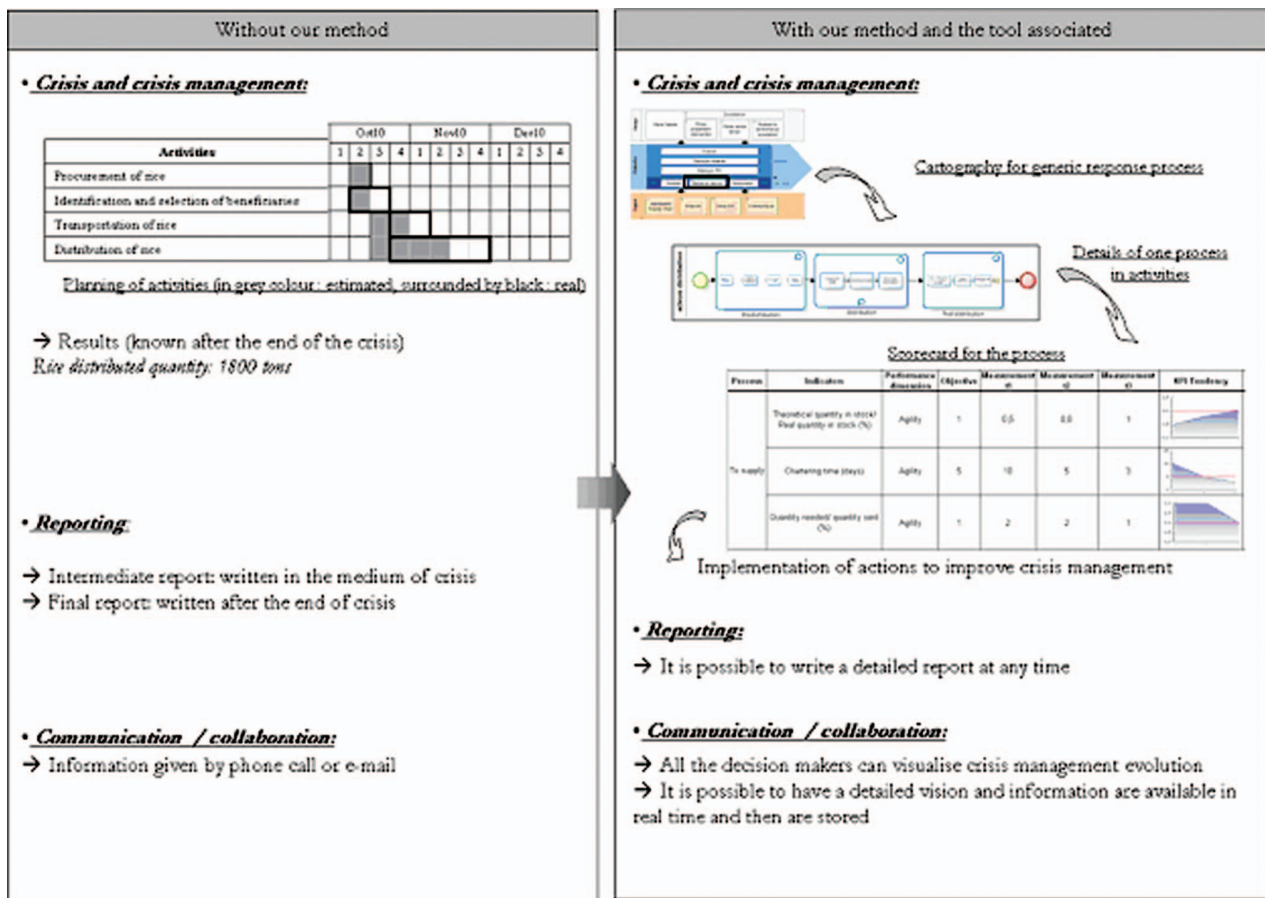 Without our method
• Crisis and crisis management:
Oct10 Nov10 Dec10
Activities 1 2 3 4 1 2 3 4 1 2 3 4
Procurement of rice
Identification and selection of beneficiaries
Transportation of rice
Distribution of rice
Planning of activities (in grey colour : estimated, surrounded by black : real)
→ Results (known after the end of the crisis)
Rice distributed quantity: 1800 tons
• Reporting:
→ Intermediate report: written in the medium of crisis
→ Final report: written after the end of crisis
• Communication / collaboration:
→ Information given by phone call or e-mail
With our method and the tool associated
• Crisis and crisis management:
Cartography for generic response process
Details of one process
in activities
Scorecard for the process
Process Indicators Performance dimension Objective Measurement t1 Measurement t2 Measurement t3 KPI Tendency
To supply
Theoretical quantity in stock/
Real quantity in stock (%) Agility 1 0,5 0,8 1
Chartering time (days) Agility 5 10 5 3
Quantity needed/ quantity sent
(%) Agility 1 2 2 1
Implementation of actions to improve crisis management
• Reporting:
→ It is possible to write a detailed report at any time
• Communication / collaboration:
→ All the decision makers can visualise crisis management evolution
→ It is possible to have a detailed vision and information are available in
real time and then are stored